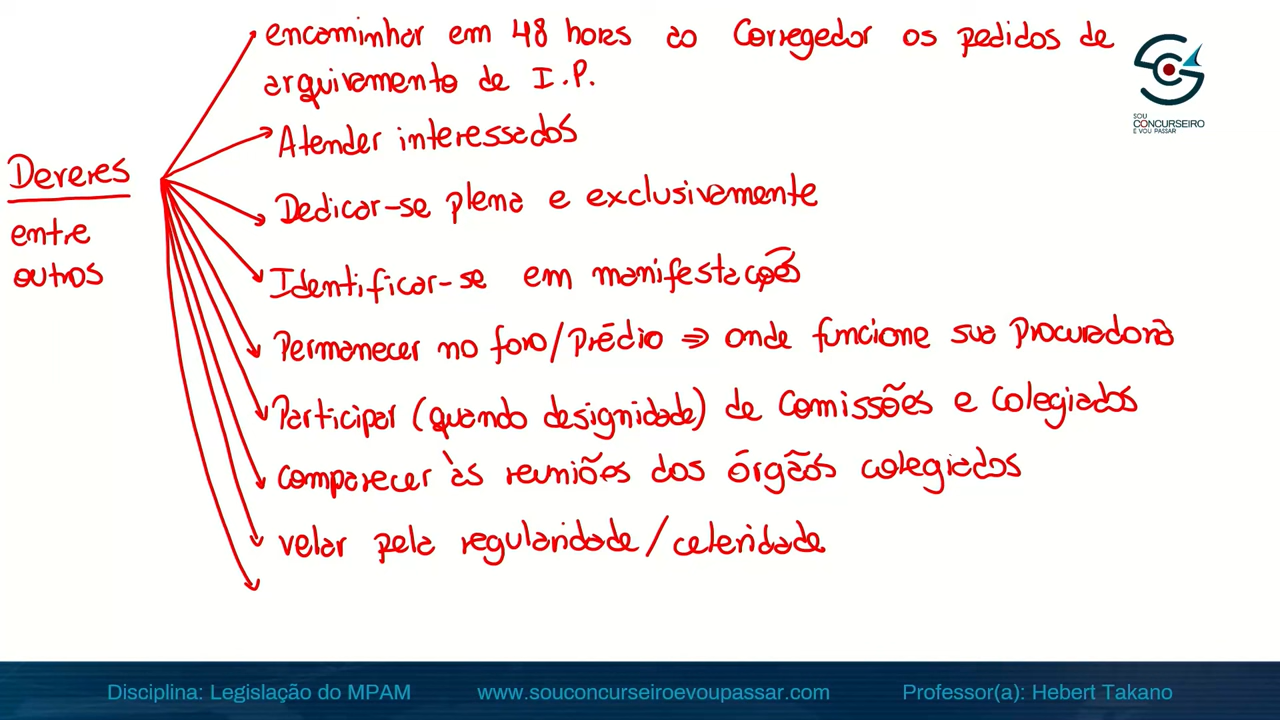 encaminhar em 48 horas ao Corregedor os pedidos de
arquivamento de I.P.
SOU
CONCURSEIRO
E VOU PASSAR
Atender interessados
Deveres
entre
outros
Dedicar-se plena e exclusivamente
Identificar-se em manifestações
Permanecer no foro/Prédio ⇒ onde funcione sua Procuradoria
Participar (quando designidade) de Comissões e Colegiados
comparecer às reuniões dos órgãos colegiados
velar pela regularidade/celeridade
Disciplina: Legislação do MPAM www.souconcurseiroevoupassar.com Professor(a): Hebert Takano